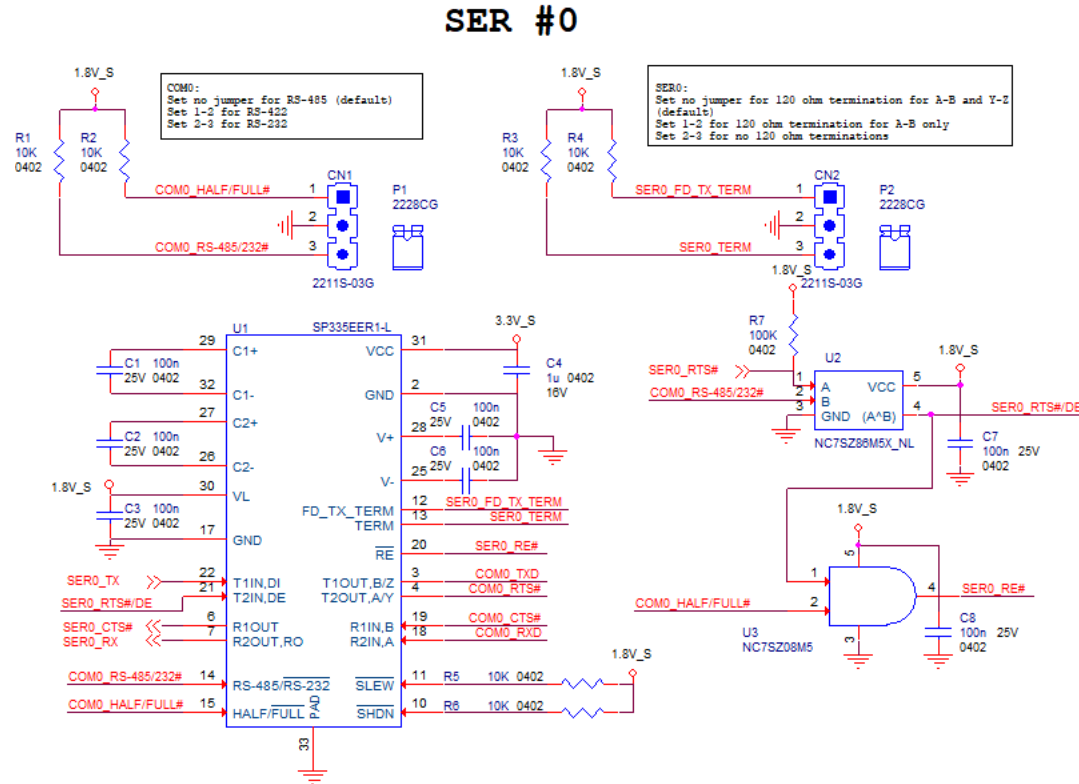 SER #0
1.8V_S
COM0:
Set no jumper for RS-485 (default)
Set 1-2 for RS-422
Set 2-3 for RS-232
R1
10K
0402
R2
10K
0402
COM0_HALF/FULL#
COM0_RS-485/232#
CN1
1
2
3
2211S-03G
P1
2228CG
1.8V_S
SER0:
Set no jumper for 120 ohm termination for A-B and Y-Z
(default)
Set 1-2 for 120 ohm termination for A-B only
Set 2-3 for no 120 ohm terminations
R3
10K
0402
R4
10K
0402
SER0_FD_TX_TERM
SER0_TERM
CN2
1
2
3
2211S-03G
P2
2228CG
U1
SP335EER1-L
C1 100n
25V 0402
C2 100n
25V 0402
1.8V_S
C3 100n
25V 0402
29 C1+
32 C1-
27 C2+
26 C2-
30 VL
17 GND
SER0_TX 22 T1IN,DI
SER0_RTS#/DE 21 T2IN,DE
SER0_CTS# 6 R1OUT
SER0_RX 7 R2OUT,RO
COM0_RS-485/232# 14 RS-485/RS-232
COM0_HALF/FULL# 15 HALF/FULL
PAD
33
3.3V_S
VCC 31
GND 2
V+ 28
V- 25
C4
1u 0402
16V
C5 100n
25V 0402
C6 100n
25V 0402
FD_TX_TERM 12 SER0_FD_TX_TERM
TERM 13 SER0_TERM
RE 20 SER0_RE#
T1OUT,B/Z 3 COM0_TXD
T2OUT,A/Y 4 COM0_RTS#
R1IN,B 19 COM0_CTS#
R2IN,A 18 COM0_RXD
SLEW 11 R5 10K 0402
SHDN 10 R6 10K 0402
1.8V_S
1.8V_S
R7
100K
0402
SER0_RTS#
COM0_RS-485/232#
U2
1 A
2 B
3 GND
VCC 5
(A^B) 4
NC7SZ86M5X_NL
1.8V_S
SER0_RTS#/DE
C7
100n 25V
0402
1.8V_S
5
1
COM0_HALF/FULL# 2
4 SER0_RE#
3
U3
NC7SZ08M5
C8
100n 25V
0402